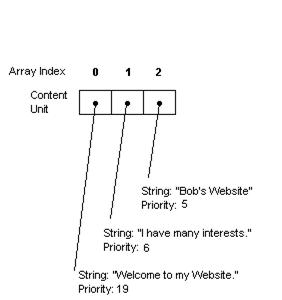 Array Index 0 1 2
Content
Unit
String: "Bob's Website"
Priority: 5
String: "I have many interests."
Priority: 6
String: "Welcome to my Website."
Priority: 19